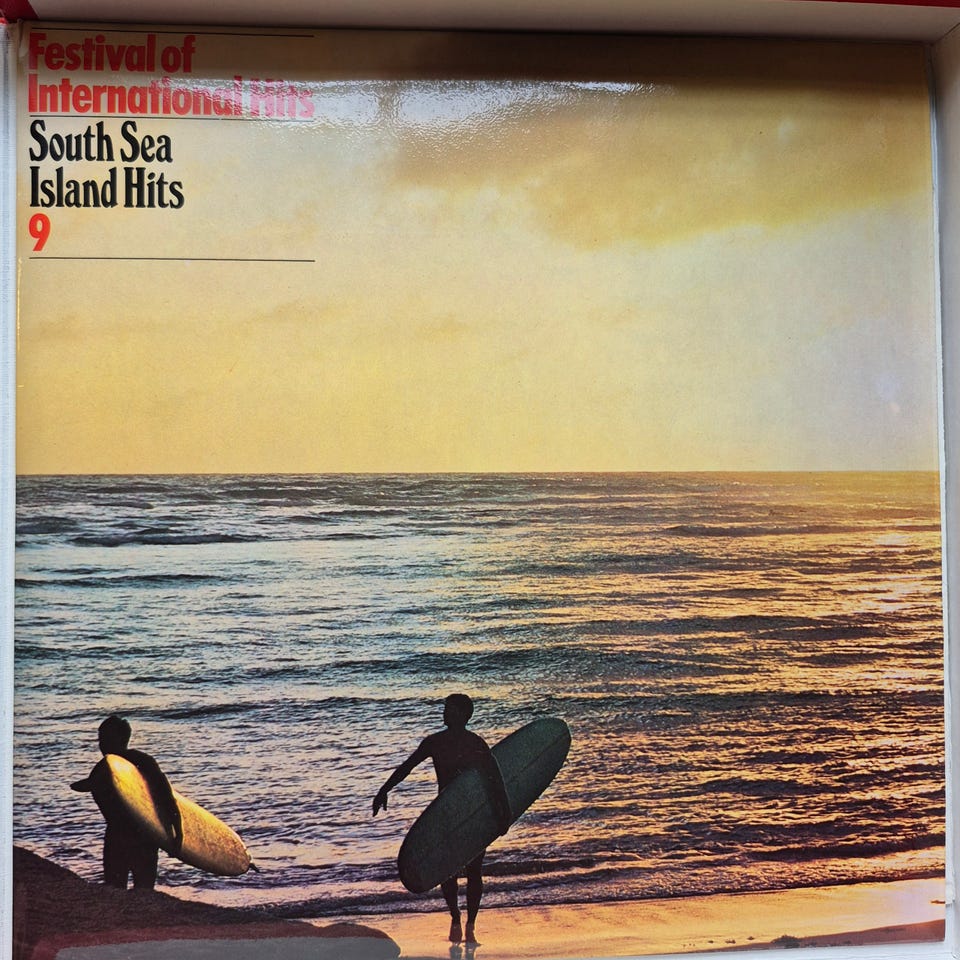 Festival of
International Hits
South Sea
Island Hits
9